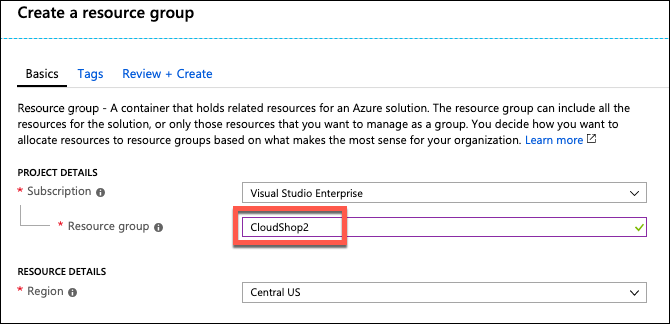 Create a resource group
Basics Tags Review + Create
Resource group - A container that holds related resources for an Azure solution. The resource group can include all the
resources for the solution, or only those resources that you want to manage as a group. You decide how you want to
allocate resources to resource groups based on what makes the most sense for your organization. Learn more
PROJECT DETAILS
* Subscription Visual Studio Enterprise
* Resource group CloudShop2
RESOURCE DETAILS
* Region Central US